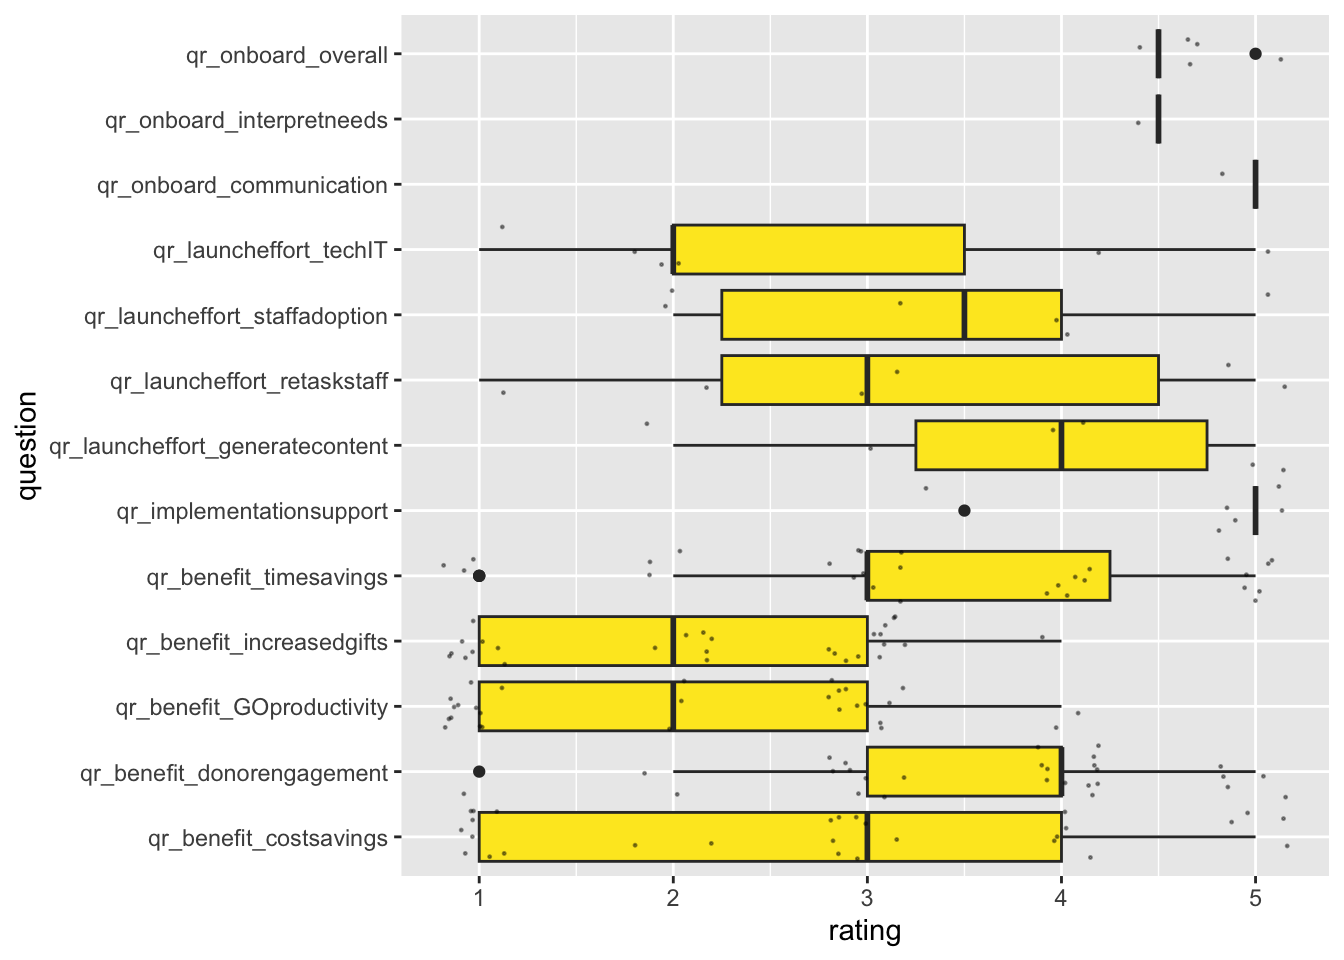 question
qr_onboard_overall
qr_onboard_interpretneeds
qr_onboard_communication
qr_launcheffort_techIT
qr_launcheffort_staffadoption
qr_launcheffort_retaskstaff
qr_launcheffort_generatecontent
qr_implementationsupport
qr_benefit_timesavings
qr_benefit_increasedgifts
qr_benefit_GOproductivity
qr_benefit_donorengagement
qr_benefit_costsavings
1 2 3 4 5
rating